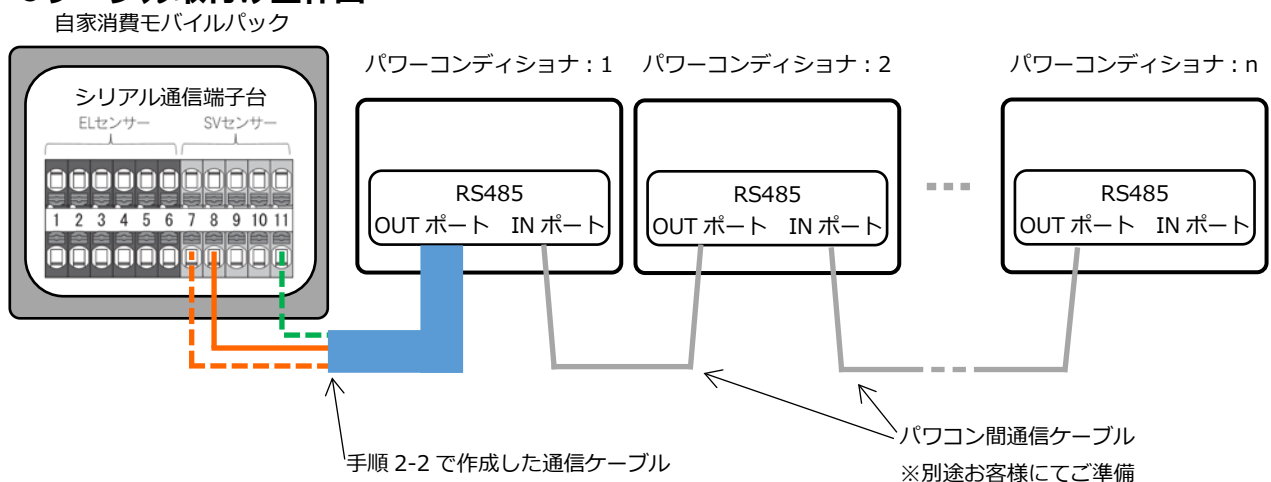 自家消費モバイルパック
パワーコンディショナ：1
パワーコンディショナ：2
パワーコンディショナ：n
シリアル通信端子台
ELセンサー
SVセンサー
1 2 3 4 5 6 7 8 9 10 11
RS485
OUT ポート IN ポート
RS485
OUT ポート IN ポート
RS485
OUT ポート IN ポート
手順 2-2 で作成した通信ケーブル
パワコン間通信ケーブル
※別途お客様にてご準備